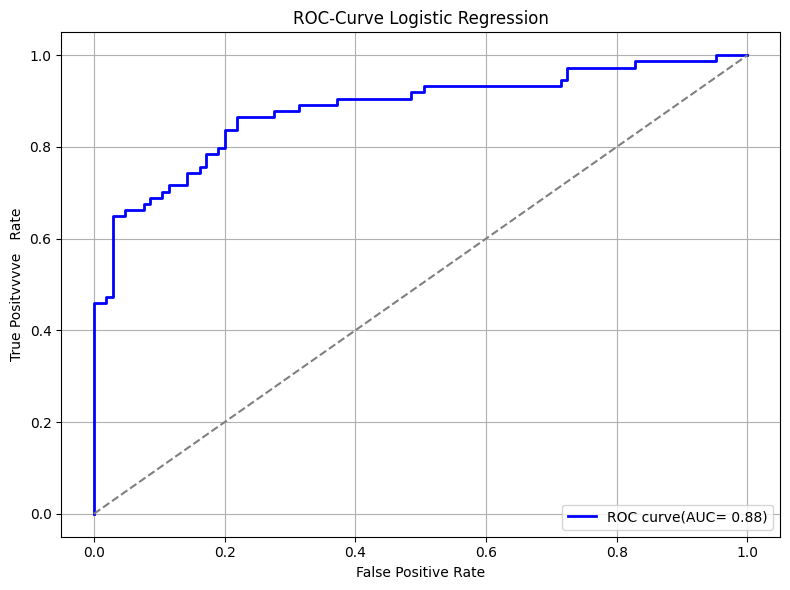 ROC-Curve Logistic Regression
True Positvvvve   Rate
1.0
0.8
0.6
0.4
0.2
0.0
ROC curve(AUC= 0.88)
0.0 0.2 0.4 0.6 0.8 1.0
False Positive Rate